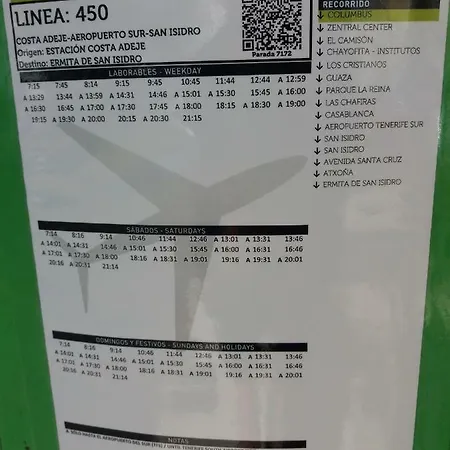 LINEA: 450
COSTA ADEJE-AEROPUERTO SUR-SAN ISIDRO
Origen: ESTACIÓN COSTA ADEJE
Destino: ERMITA DE SAN ISIDRO
Parada 7172
LABORABLES - WEEKDAY
7:15 7:45 8:15 9:15 9:45 10:45 11:44 12:44 A 12:59
A 13:29 13:44 A 13:59 A 14:31 14:46 A 15:01 A 15:30 A 15:45 A 16:00
A 16:30 16:45 A 17:00 A 17:30 A 17:45 A 18:00 18:15 A 18:30 A 19:00
19:15 A 20:00 A 20:30 21:15
SÁBADOS - SATURDAYS
7:14 8:16 9:14 10:46 11:44 12:46 A 13:01 A 13:31 13:46
A 14:01 A 14:31 14:46 A 15:01 A 15:30 15:46 A 16:00 A 16:31 16:46
A 17:01 A 17:30 A 18:00 18:16 A 18:31 A 19:01 19:16 A 19:31 A 20:01
20:16 A 20:31 21:14
DOMINGOS Y FESTIVOS - SUNDAYS AND HOLIDAYS
7:14 8:16 9:14 10:46 11:44 12:46 A 13:01 A 13:31 13:46
A 14:01 A 14:31 14:46 A 15:01 A 15:30 15:46 A 16:00 A 16:31 16:46
A 17:01 A 17:30 A 18:00 18:16 A 18:31 A 19:01 19:16 A 19:31 A 20:01
20:16 A 20:31 21:14
NOTAS
A SOLO HASTA EL AEROPUERTO DEL SUR (TFS) / UNTIL TENERIFE SOUTH
RECORRIDO
↓ COLUMBUS
↓ ZENTRAL CENTER
↓ EL CAMISÓN
↓ CHAYOFITA - INSTITUTOS
↓ LOS CRISTIANOS
↓ GUAZA
↓ PARQUE LA REINA
↓ LAS CHAFIRAS
↓ CASABLANCA
↓ AEROPUERTO TENERIFE SUR
↓ SAN ISIDRO
↓ SAN ISIDRO
↓ AVENIDA SANTA CRUZ
↓ ATXOÑA
↓ ERMITA DE SAN ISIDRO